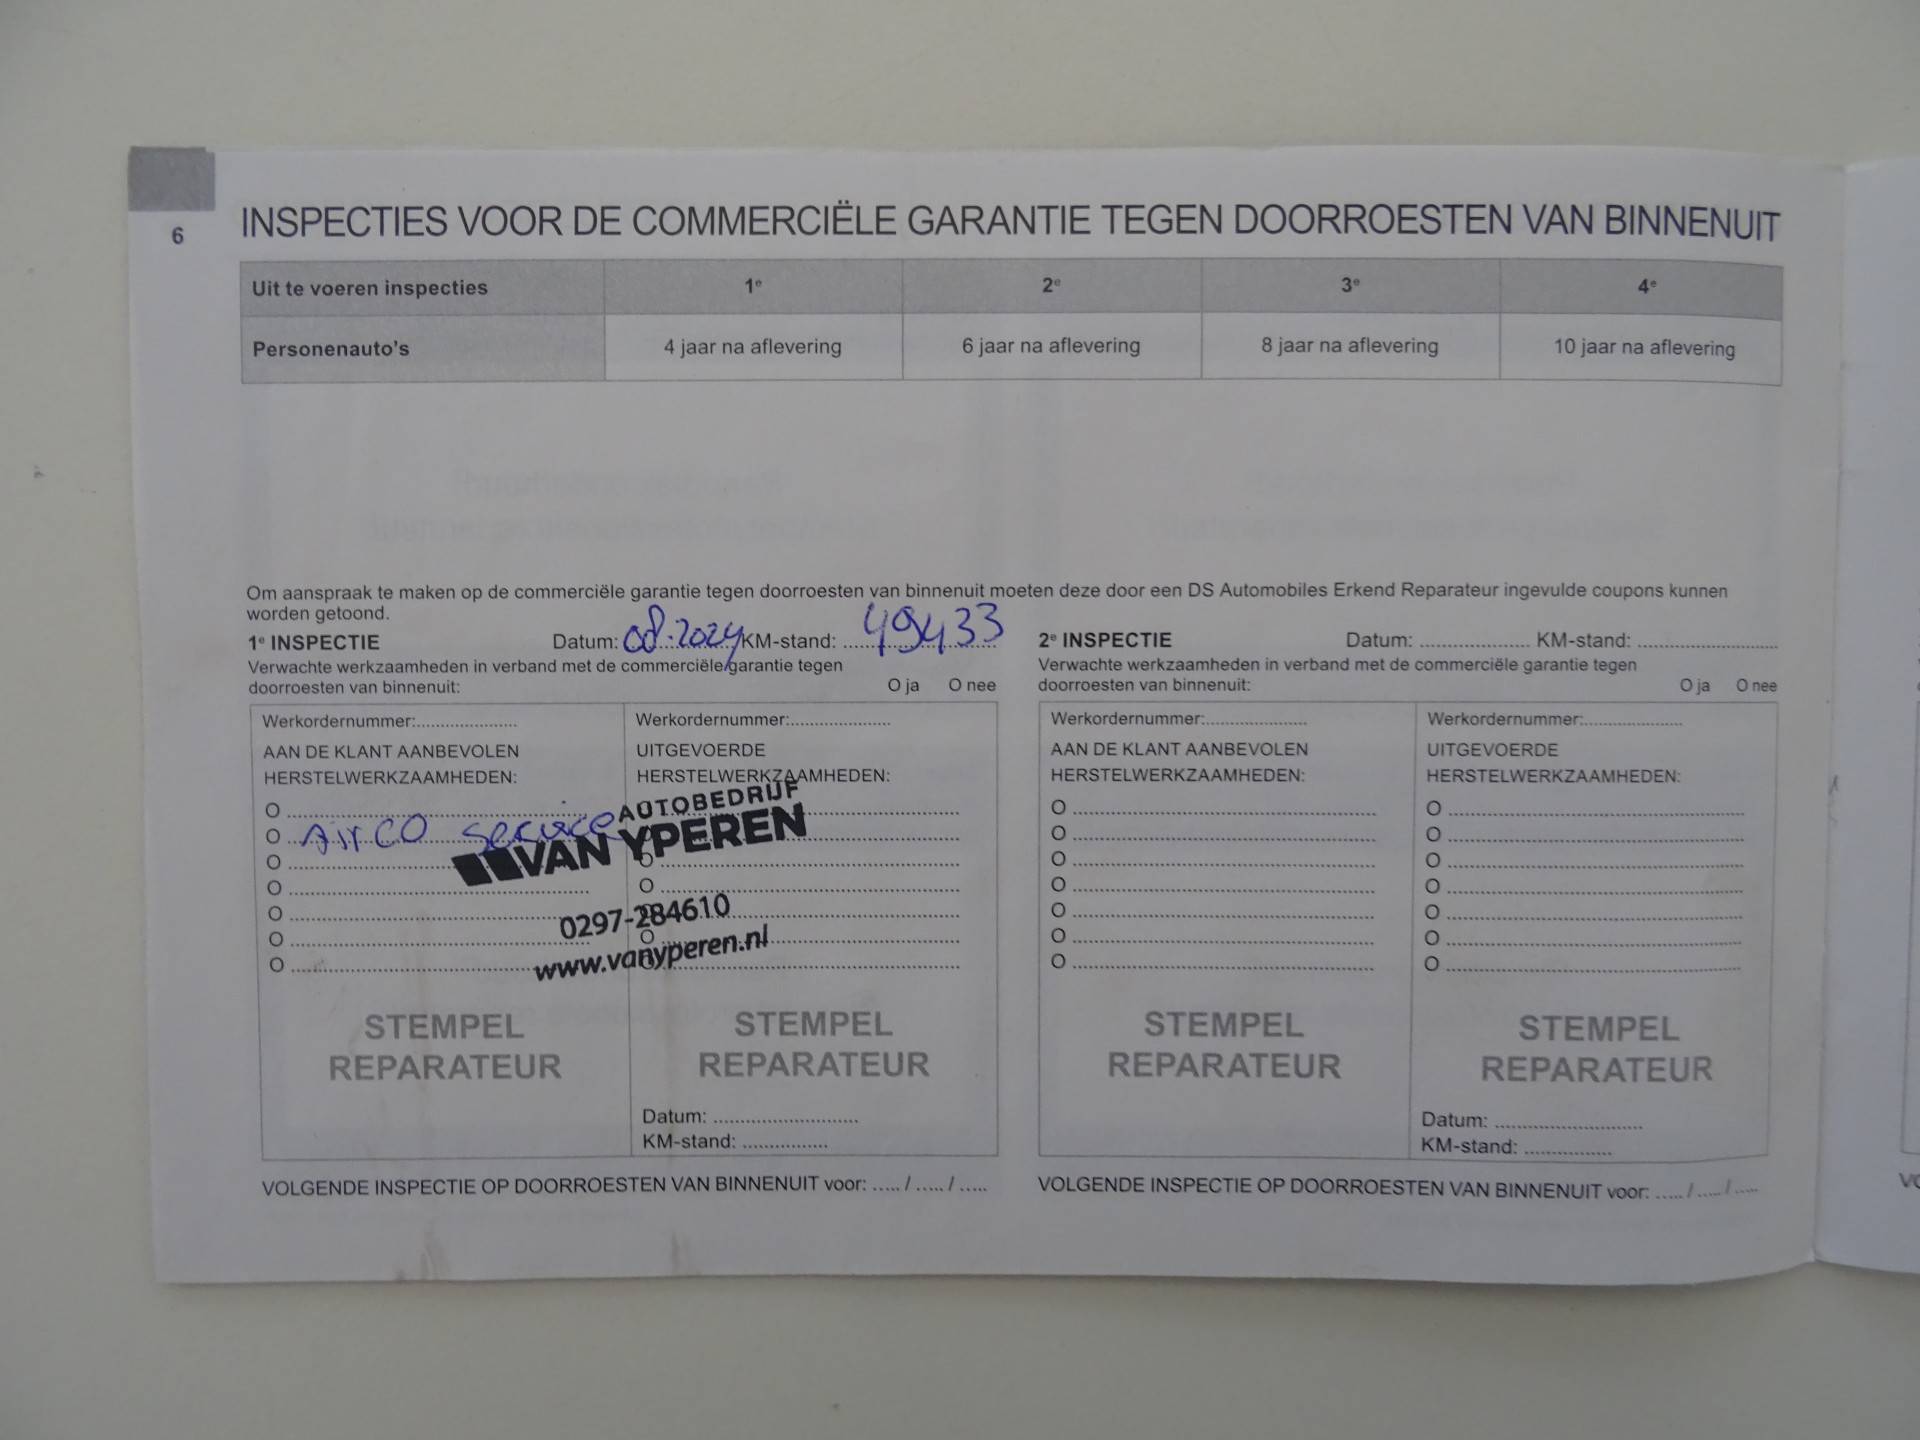 6
INSPECTIES VOOR DE COMMERCIËLE GARANTIE TEGEN DOORROESTEN VAN BINNENUIT
Uit te voeren inspecties 1e 2e 3e 4e
Personenauto's 4 jaar na aflevering 6 jaar na aflevering 8 jaar na aflevering 10 jaar na aflevering
Om aanspraak te maken op de commerciële garantie tegen doorroesten van binnenuit moeten deze door een DS Automobiles Erkend Reparateur ingevulde coupons kunnen
worden getoond.
1e INSPECTIE Datum: 08.2024 KM-stand: 49433
Verwachte werkzaamheden in verband met de commerciële garantie tegen
doorroesten van binnenuit: O ja O nee
Werkordernummer:.................... Werkordernummer:....................
AAN DE KLANT AANBEVOLEN UITGEVOERDE
HERSTELWERKZAAMHEDEN: HERSTELWERKZAAMHEDEN:
O
O AirCO service
O
O
O
O
O
AUTOBEDRIJF
VAN YPEREN
0297-284610
www.vanyperen.nl
STEMPEL STEMPEL
REPARATEUR REPARATEUR
Datum: ..........................
KM-stand: ...............
VOLGENDE INSPECTIE OP DOORROESTEN VAN BINNENUIT voor: ..... / ..... / .....
2e INSPECTIE Datum: .................... KM-stand: ..........................
Verwachte werkzaamheden in verband met de commerciële garantie tegen
doorroesten van binnenuit: O ja O nee
Werkordernummer:.................... Werkordernummer:....................
AAN DE KLANT AANBEVOLEN UITGEVOERDE
HERSTELWERKZAAMHEDEN: HERSTELWERKZAAMHEDEN:
O O
O O
O O
O O
O O
O O
O O
STEMPEL STEMPEL
REPARATEUR REPARATEUR
Datum: ..........................
KM-stand: ................
VOLGENDE INSPECTIE OP DOORROESTEN VAN BINNENUIT voor: ..... / ..... / .....